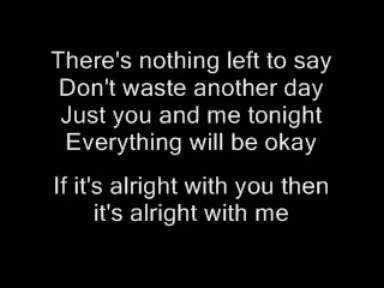 There's nothing left to say
Don't waste another day
Just you and me tonight
Everything will be okay
If it's alright with you then
it's alright with me